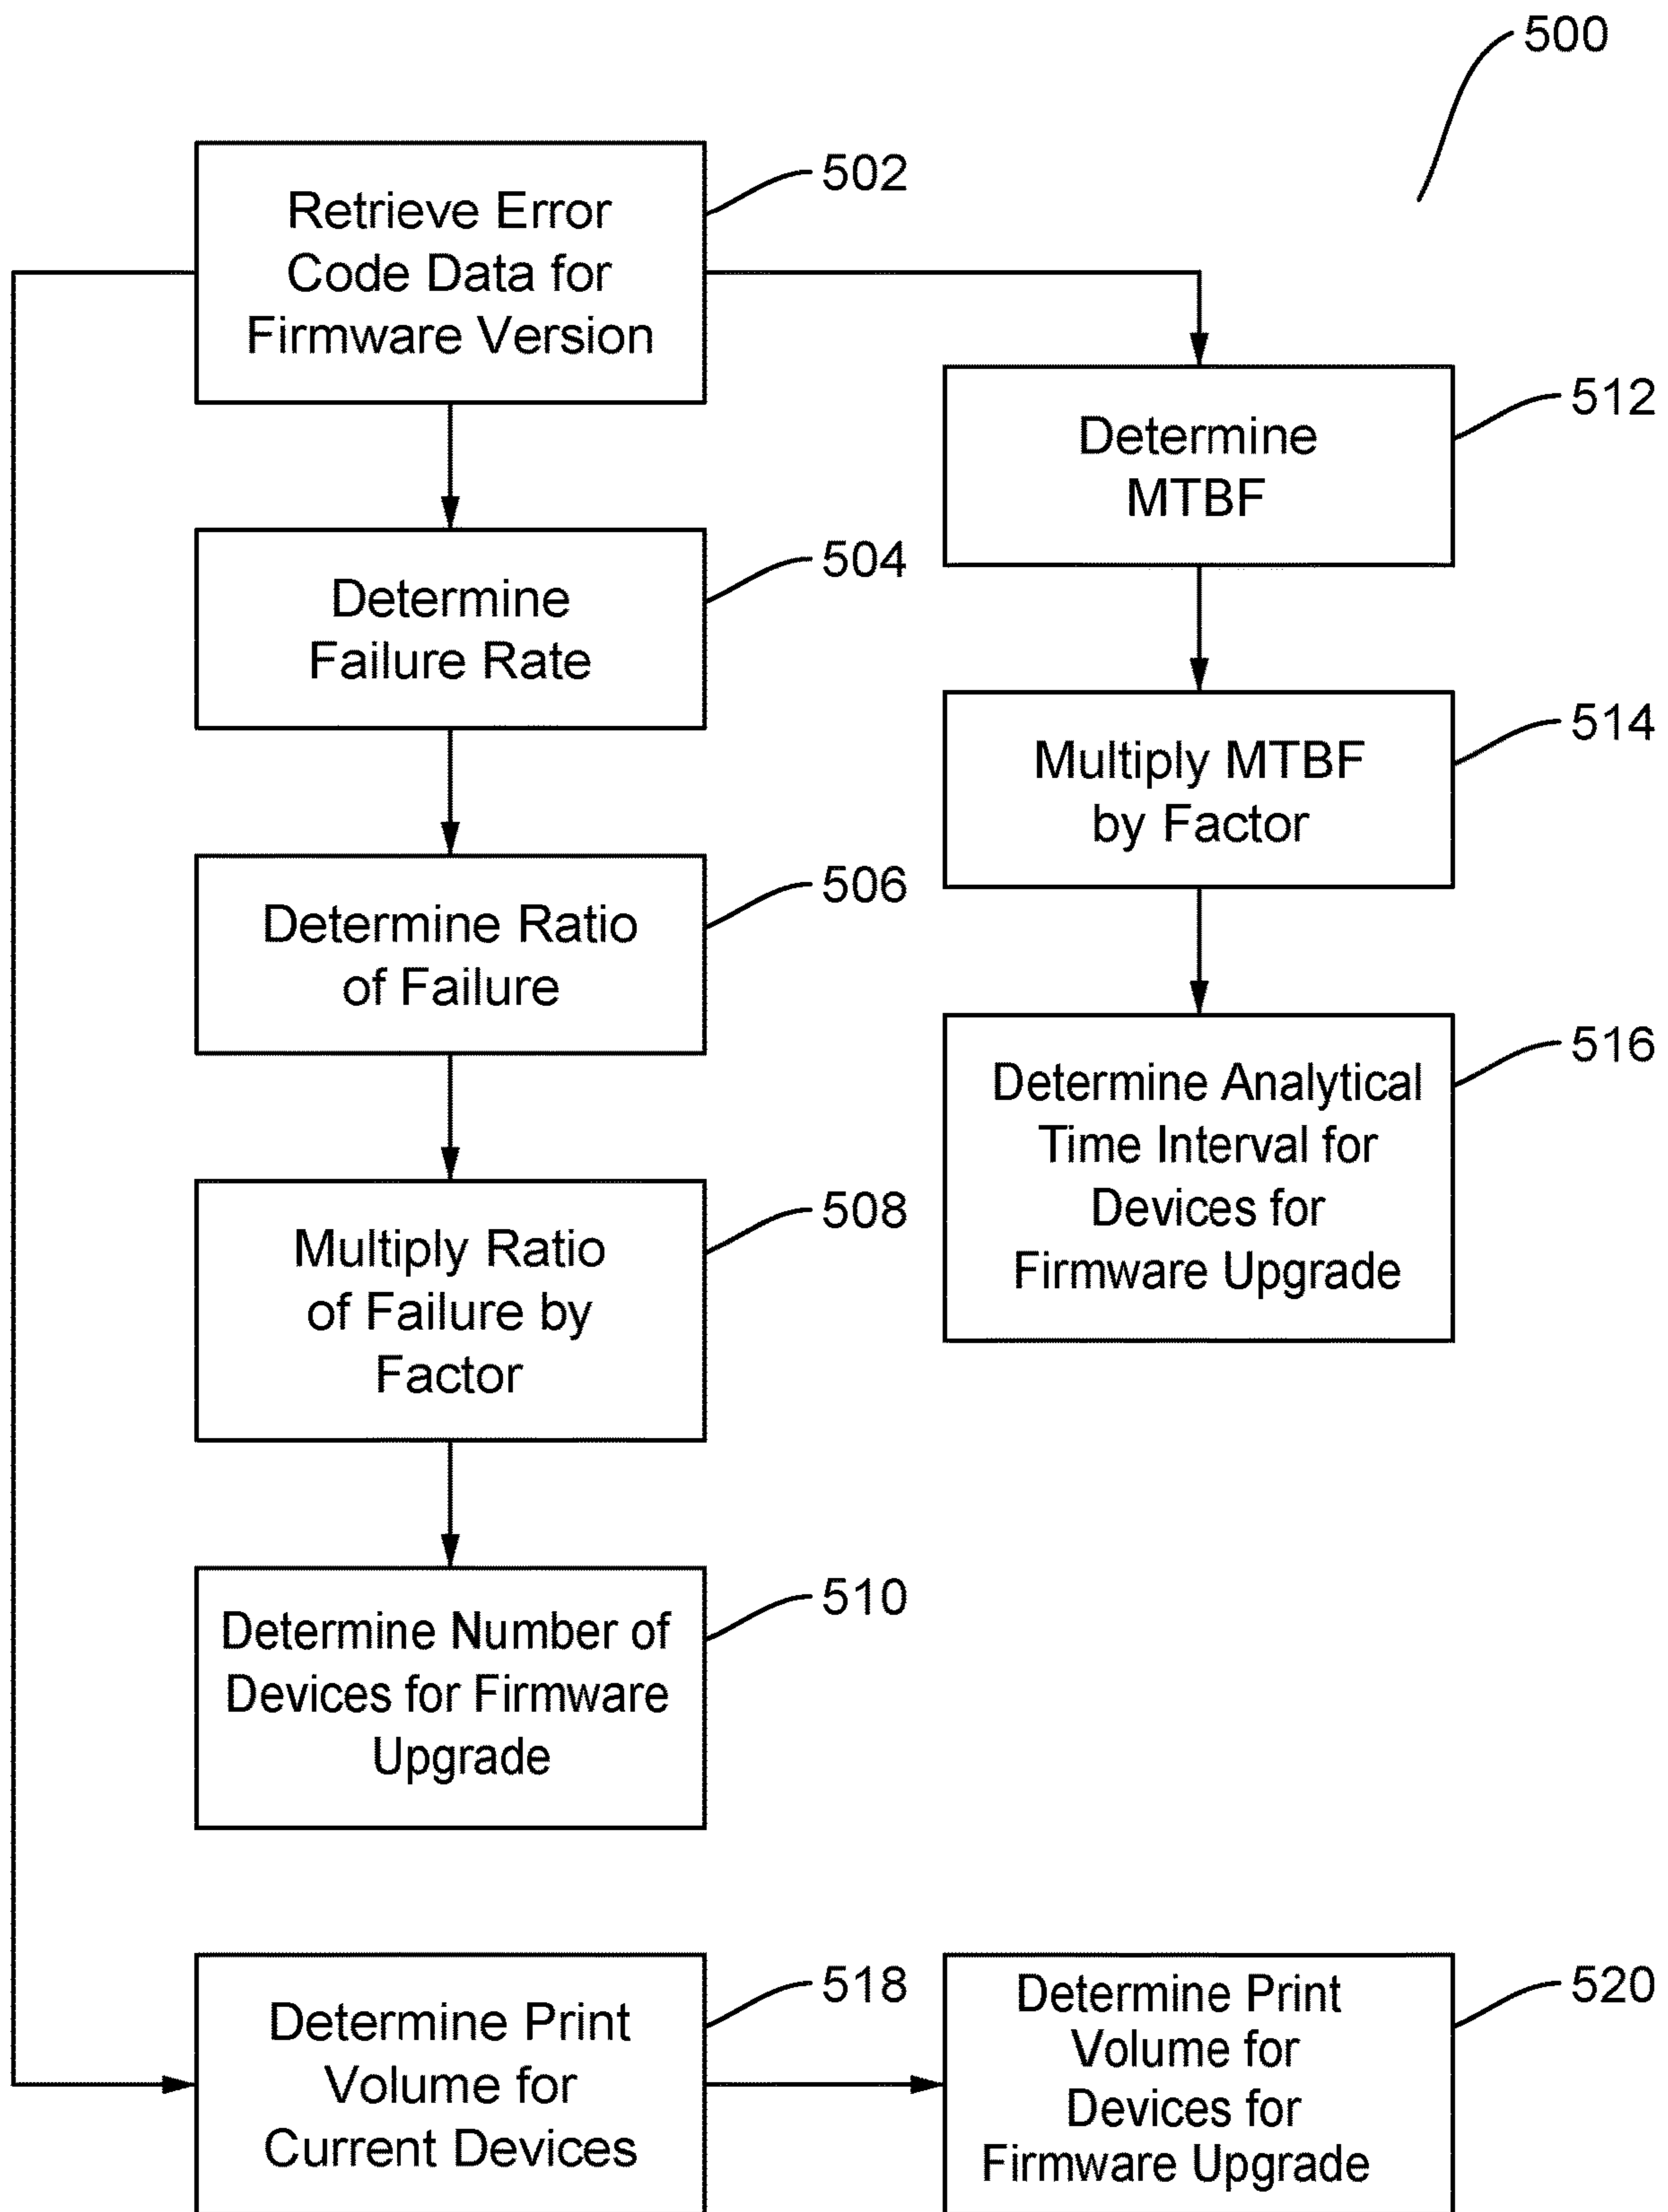 500
Retrieve Error
Code Data for
Firmware Version
502
Determine
Failure Rate
504
Determine Ratio
of Failure
506
Multiply Ratio
of Failure by
Factor
508
Determine Number of
Devices for Firmware
Upgrade
510
Determine
MTBF
512
Multiply MTBF
by Factor
514
Determine Analytical
Time Interval for
Devices for
Firmware Upgrade
516
Determine Print
Volume for
Current Devices
518
Determine Print
Volume for
Devices for
Firmware Upgrade
520